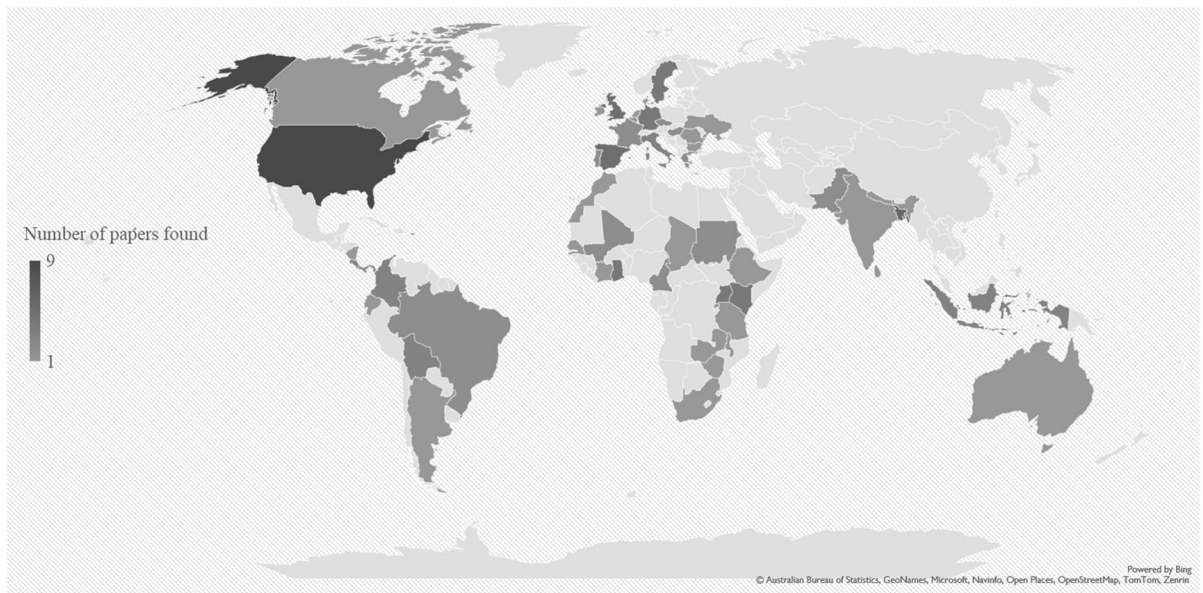 Number of papers found
9
1
Powered by Bing
© Australian Bureau of Statistics, GeoNames, Microsoft, Navinfo, Open Places, OpenStreetMap, TomTom, Zenrin